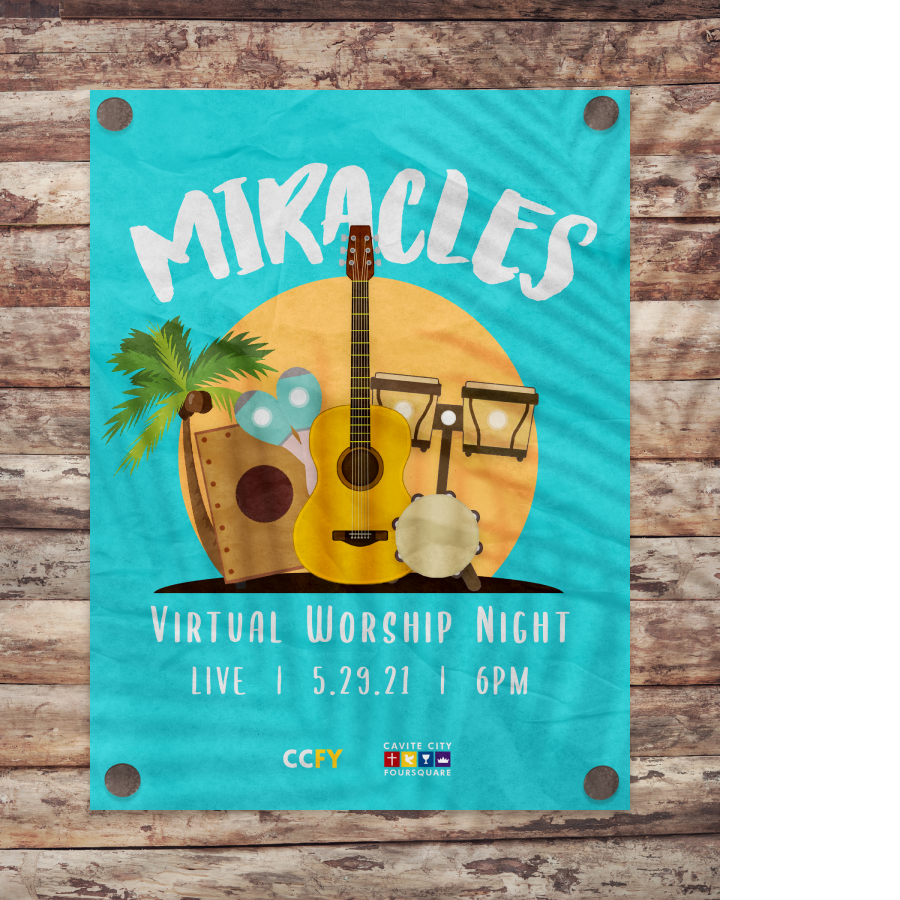 MIRACLES
VIRTUAL WORSHIP NIGHT
LIVE | 5.29.21 | 6PM
CCFY
CAVITE CITY
FOURSQUARE